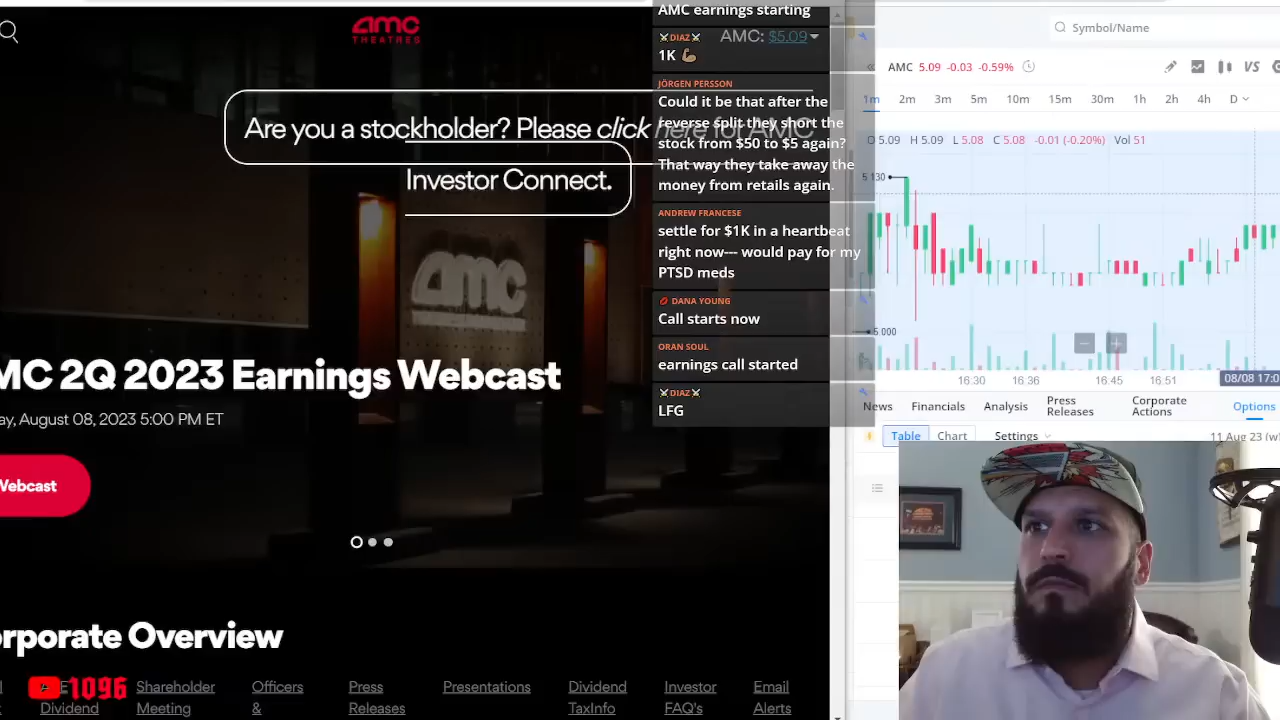 amc
THEATRES
Are you a stockholder? Please click here for AMC
Investor Connect.
amc
MC 2Q 2023 Earnings Webcast
ay, August 08, 2023 5:00 PM ET
Webcast
orporate Overview
Dividend
Shareholder
Meeting
Officers
&
Press
Releases
Presentations
Dividend
TaxInfo
Investor
FAQ's
Email
Alerts
1096
AMC earnings starting
AMC: $5.09
DIAZ
1K 💪
JÖRGEN PERSSON
Could it be that after the
reverse split they short the
stock from $50 to $5 again?
That way they take away the
money from retails again.
ANDREW FRANCESE
settle for $1K in a heartbeat
right now--- would pay for my
PTSD meds
DANA YOUNG
Call starts now
ORAN SOUL
earnings call started
DIAZ
LFG
Symbol/Name
AMC 5.09 -0.03 -0.59%
VS
1m 2m 3m 5m 10m 15m 30m 1h 2h 4h D
O 5.09 H 5.09 L 5.08 C 5.08 -0.01 (-0.20%) Vol 51
5 130
5 000
16:30 16:36 16:45 16:51 08/08 17:0
News Financials Analysis Press Releases Corporate Actions Options
Table Chart Settings 11 Aug 23 (w